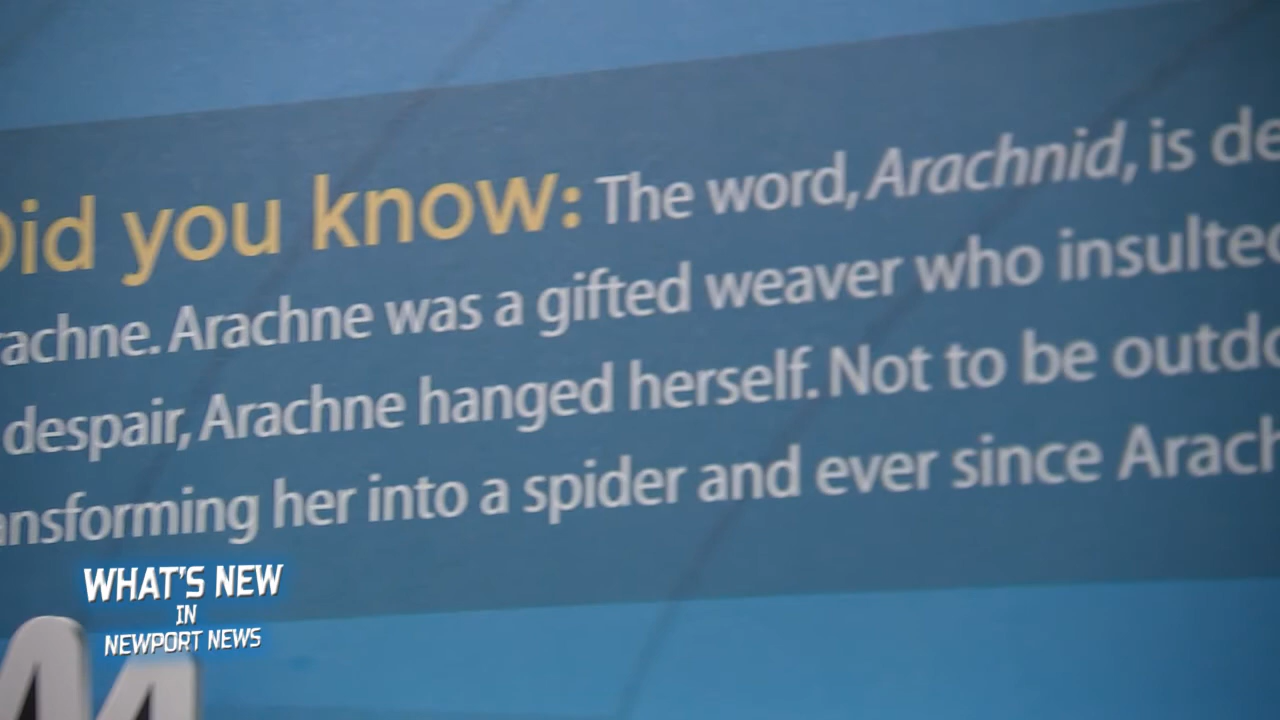 Did you know: The word, Arachnid, is de
rachne. Arachne was a gifted weaver who insulted
despair, Arachne hanged herself. Not to be outdo
ansforming her into a spider and ever since Arach
WHAT'S NEW
IN
NEWPORT NEWS